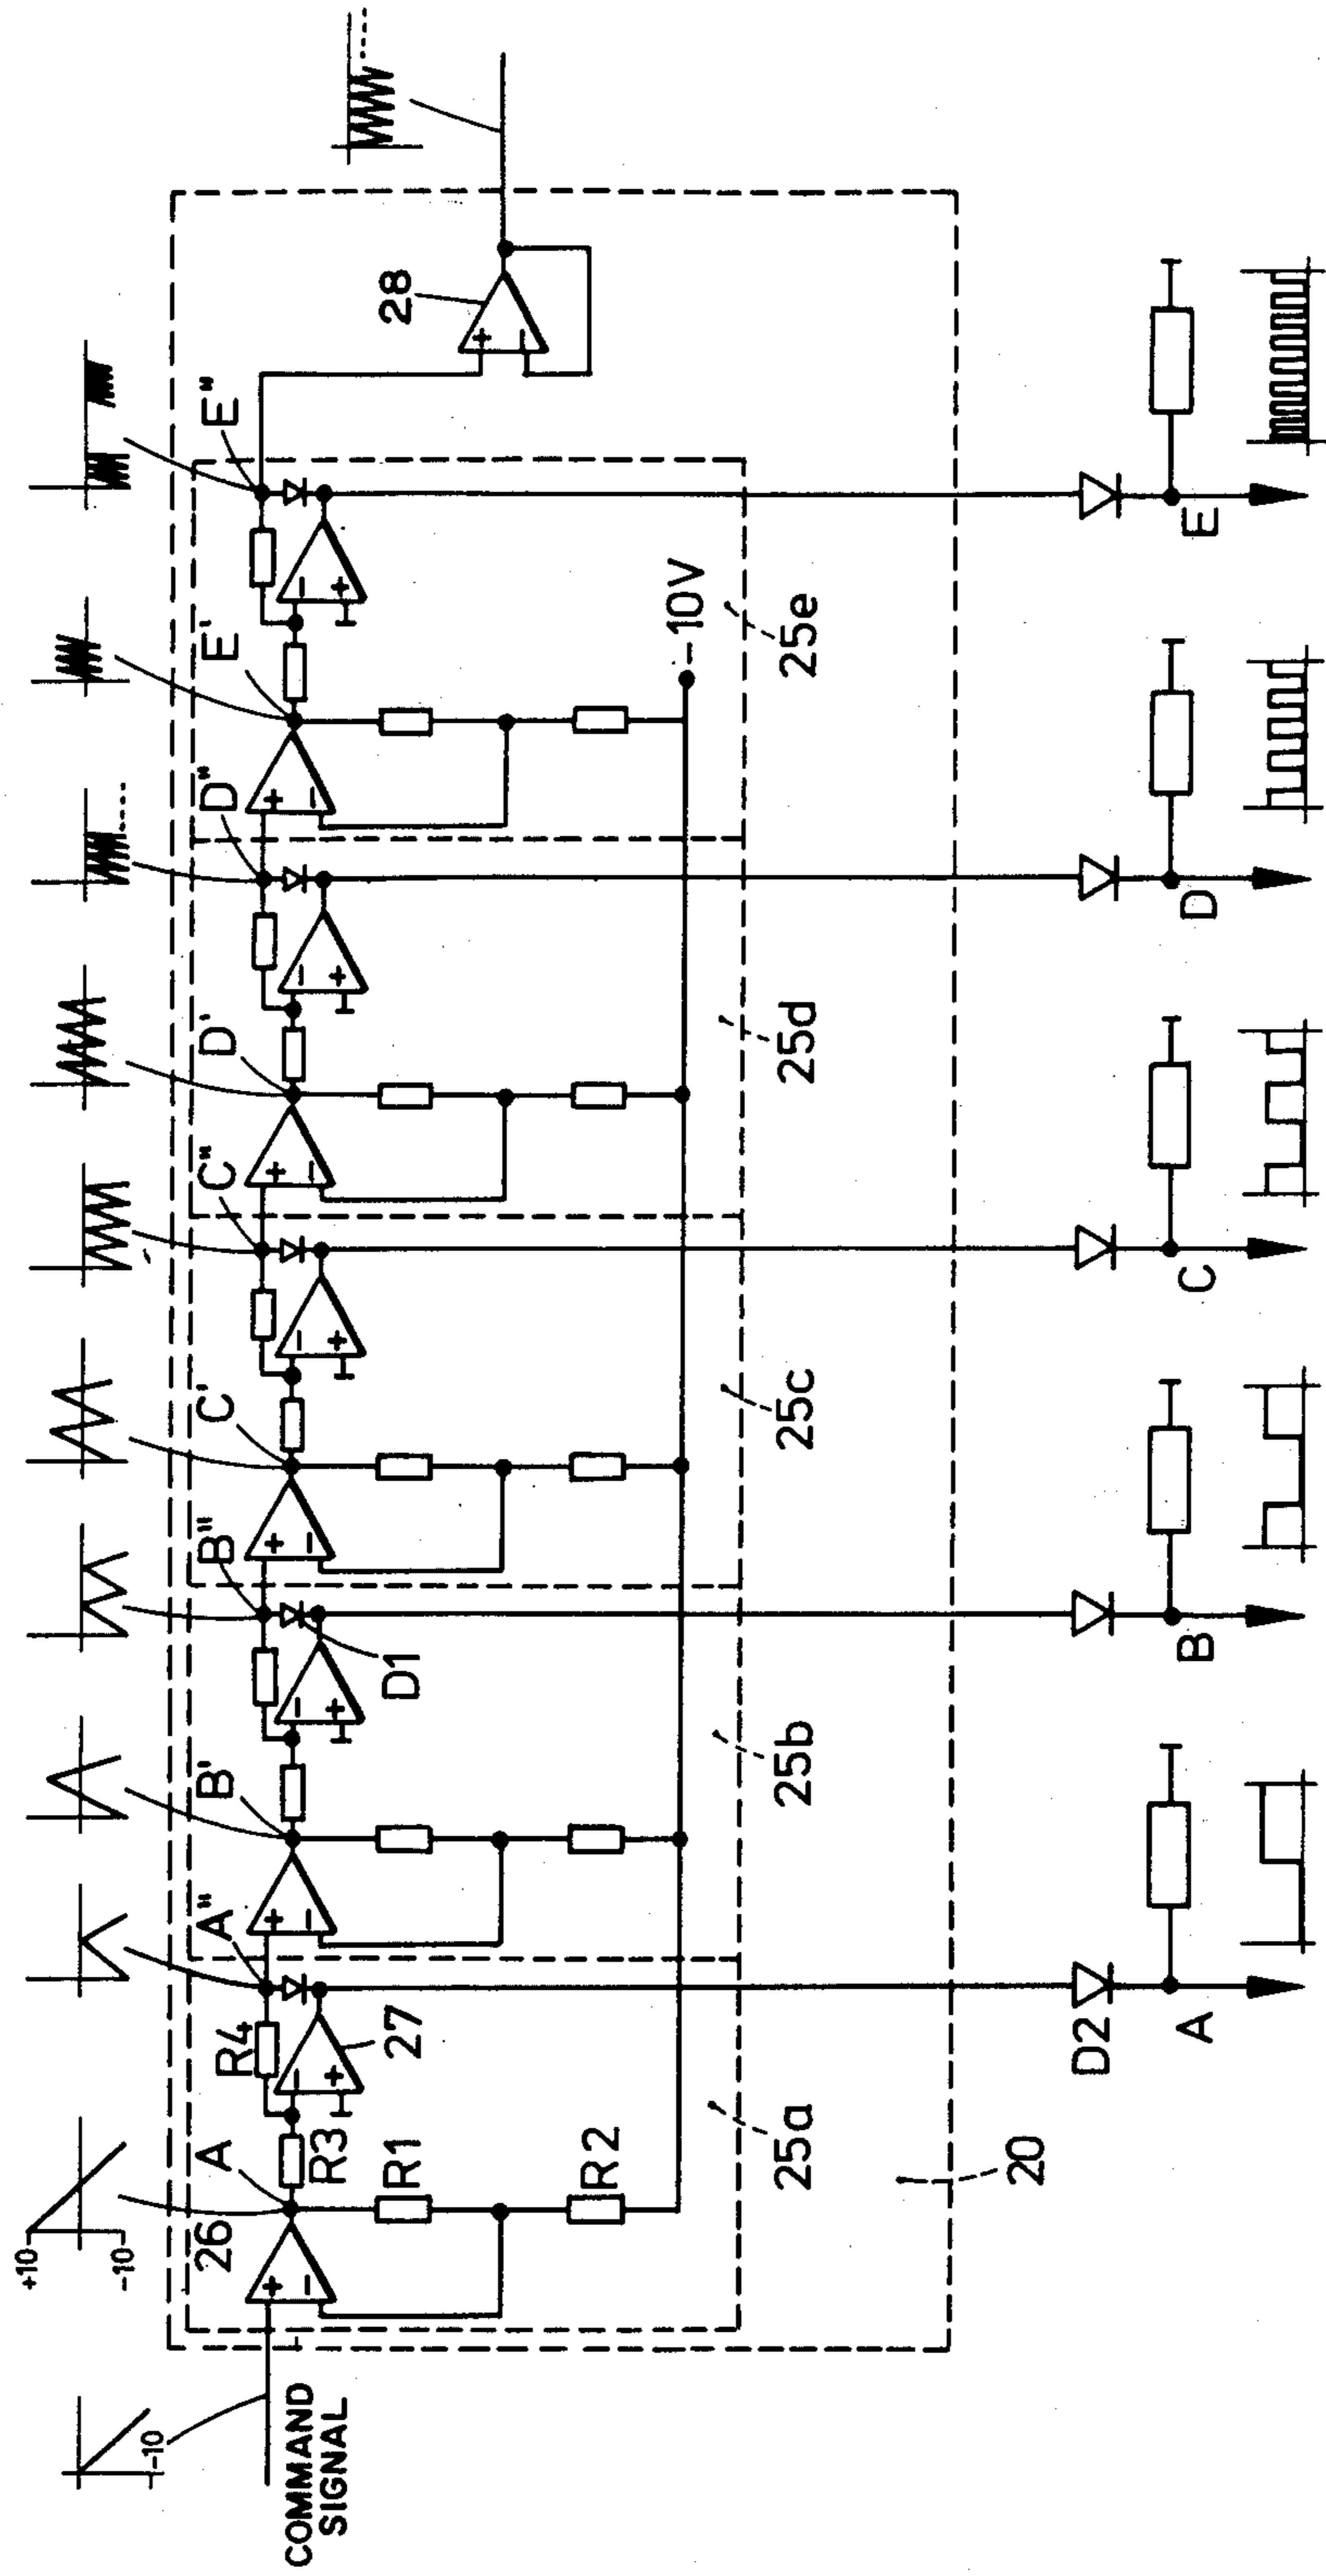 +10
-10
-10
COMMAND
SIGNAL
26
A
R3
R1
R2
R4
27
A"
B'
B"
D1
C'
C"
D'
D"
E'
E"
28
+
−
+
−
+
−
+
−
+
−
+
−
+
−
+
−
+
−
+
−
+
−
-10V
25a
25b
25c
25d
25e
20
D2
A
B
C
D
E